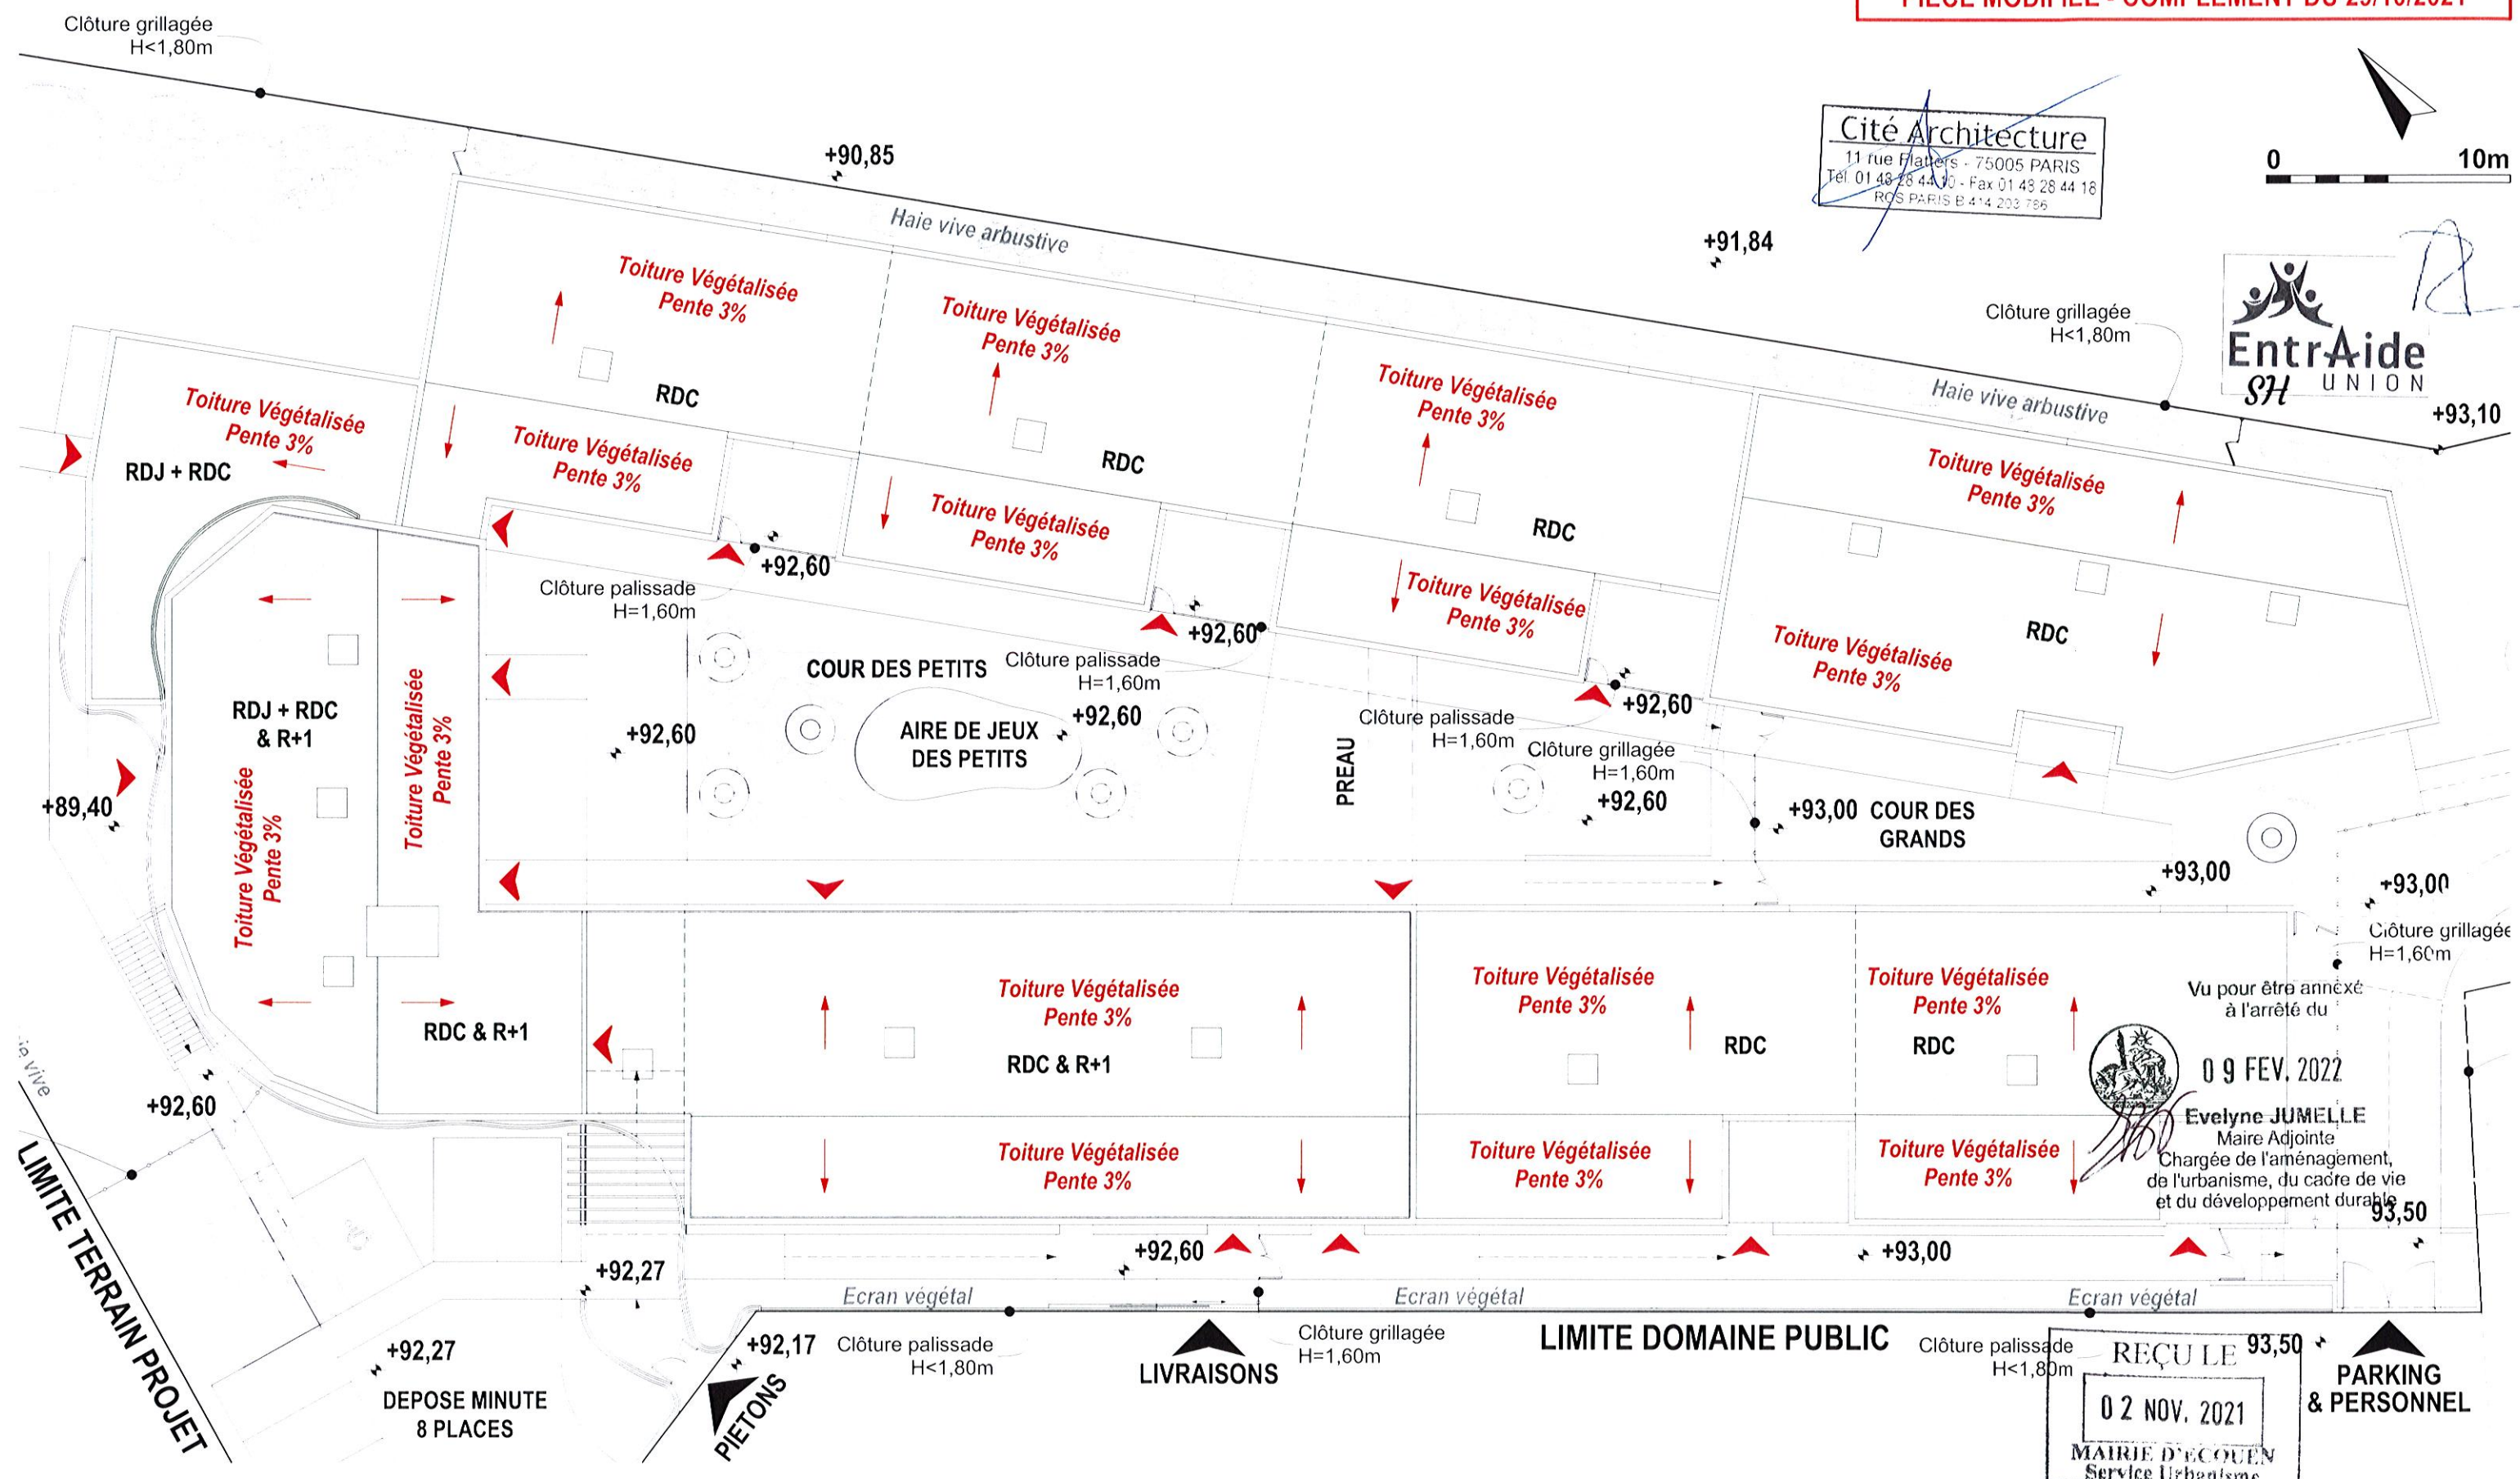 PIÈCE MODIFIÉE - COMPLÉMENT DU 29/10/2021
Clôture grillagée
H<1,80m
+90,85
Haie vive arbustive
Cité Architecture
11 rue Platters - 75005 PARIS
Tél. 01 43 28 44 10 - Fax 01 43 28 44 18
RCS PARIS B 414 203 766
0 10m
+91,84
Clôture grillagée
H<1,80m
EntrAide
SH UNION
Haie vive arbustive
+93,10
Toiture Végétalisée
Pente 3%
RDC
Toiture Végétalisée
Pente 3%
RDC
Toiture Végétalisée
Pente 3%
RDC
Toiture Végétalisée
Pente 3%
Toiture Végétalisée
Pente 3%
RDJ + RDC
Toiture Végétalisée
Pente 3%
Toiture Végétalisée
Pente 3%
Toiture Végétalisée
Pente 3%
Toiture Végétalisée
Pente 3%
RDC
+92,60
Clôture palissade
H=1,60m
+92,60
Clôture palissade
H=1,60m
+92,60
Clôture palissade
H=1,60m
COUR DES PETITS
AIRE DE JEUX
DES PETITS
+92,60
+92,60
PREAU
Clôture grillagée
H=1,60m
+92,60
+93,00
COUR DES
GRANDS
+93,00
+93,00
Clôture grillagée
H=1,60m
RDJ + RDC
& R+1
Toiture Végétalisée
Pente 3%
Toiture Végétalisée
Pente 3%
+89,40
RDC & R+1
Toiture Végétalisée
Pente 3%
RDC & R+1
Toiture Végétalisée
Pente 3%
RDC
Toiture Végétalisée
Pente 3%
RDC
Toiture Végétalisée
Pente 3%
Toiture Végétalisée
Pente 3%
Toiture Végétalisée
Pente 3%
Vu pour être annexé
à l'arrêté du
09 FEV. 2022
Evelyne JUMELLE
Maire Adjointe
Chargée de l'aménagement,
de l'urbanisme, du cadre de vie
et du développement durable
93,50
vive
+92,60
LIMITE TERRAIN PROJET
+92,27
+92,60
+93,00
Ecran végétal
Ecran végétal
Ecran végétal
+92,27
DEPOSE MINUTE
8 PLACES
+92,17
PIETONS
Clôture palissade
H<1,80m
LIVRAISONS
Clôture grillagée
H=1,60m
LIMITE DOMAINE PUBLIC
Clôture palissade
H<1,80m
93,50
PARKING
& PERSONNEL
REÇU LE
02 NOV. 2021
MAIRIE D'ECOUEN
Service Urbanisme